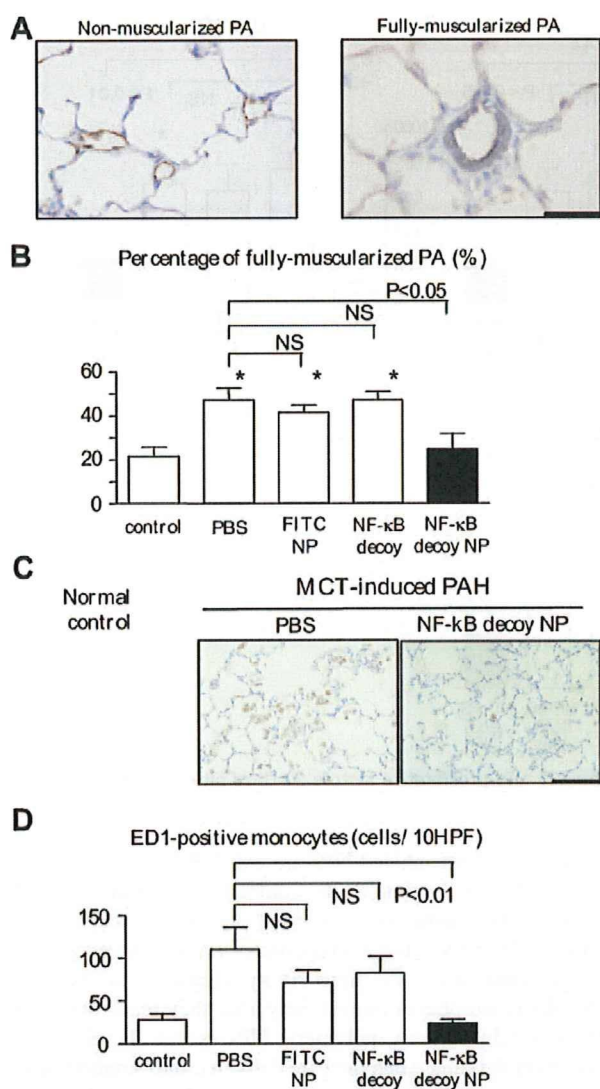 A
Non-muscularized PA
Fully-muscularized PA
B
Percentage of fully-muscularized PA (%)
P<0.05
NS
NS
60
40
20
0
* * *
control
PBS
FITC NP
NF-κB decoy
NF-κB decoy NP
C
Normal control
MCT-induced PAH
PBS
NF-kB decoy NP
D
ED1-positive monocytes (cells/ 10HPF)
P<0.01
NS
NS
150
100
50
0
control
PBS
FITC NP
NF-κB decoy
NF-κB decoy NP